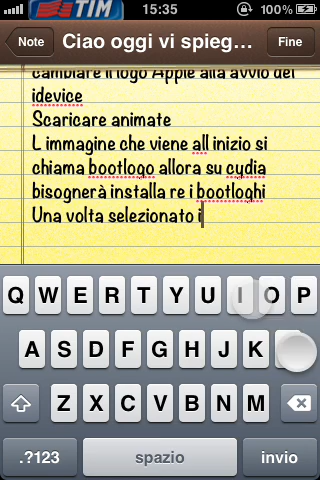 TIM 15:35 100%
Note Ciao oggi vi spieg... Fine
cambiare il logo Apple alla avvio del
idevice
Scaricare animate
L immagine che viene all inizio si
chiama bootlogo allora su cydia
bisognerà installa re i bootloghi
Una volta selezionato i
Q W E R T Y U I O P
A S D F G H J K
Z X C V B N M
.?123 spazio invio